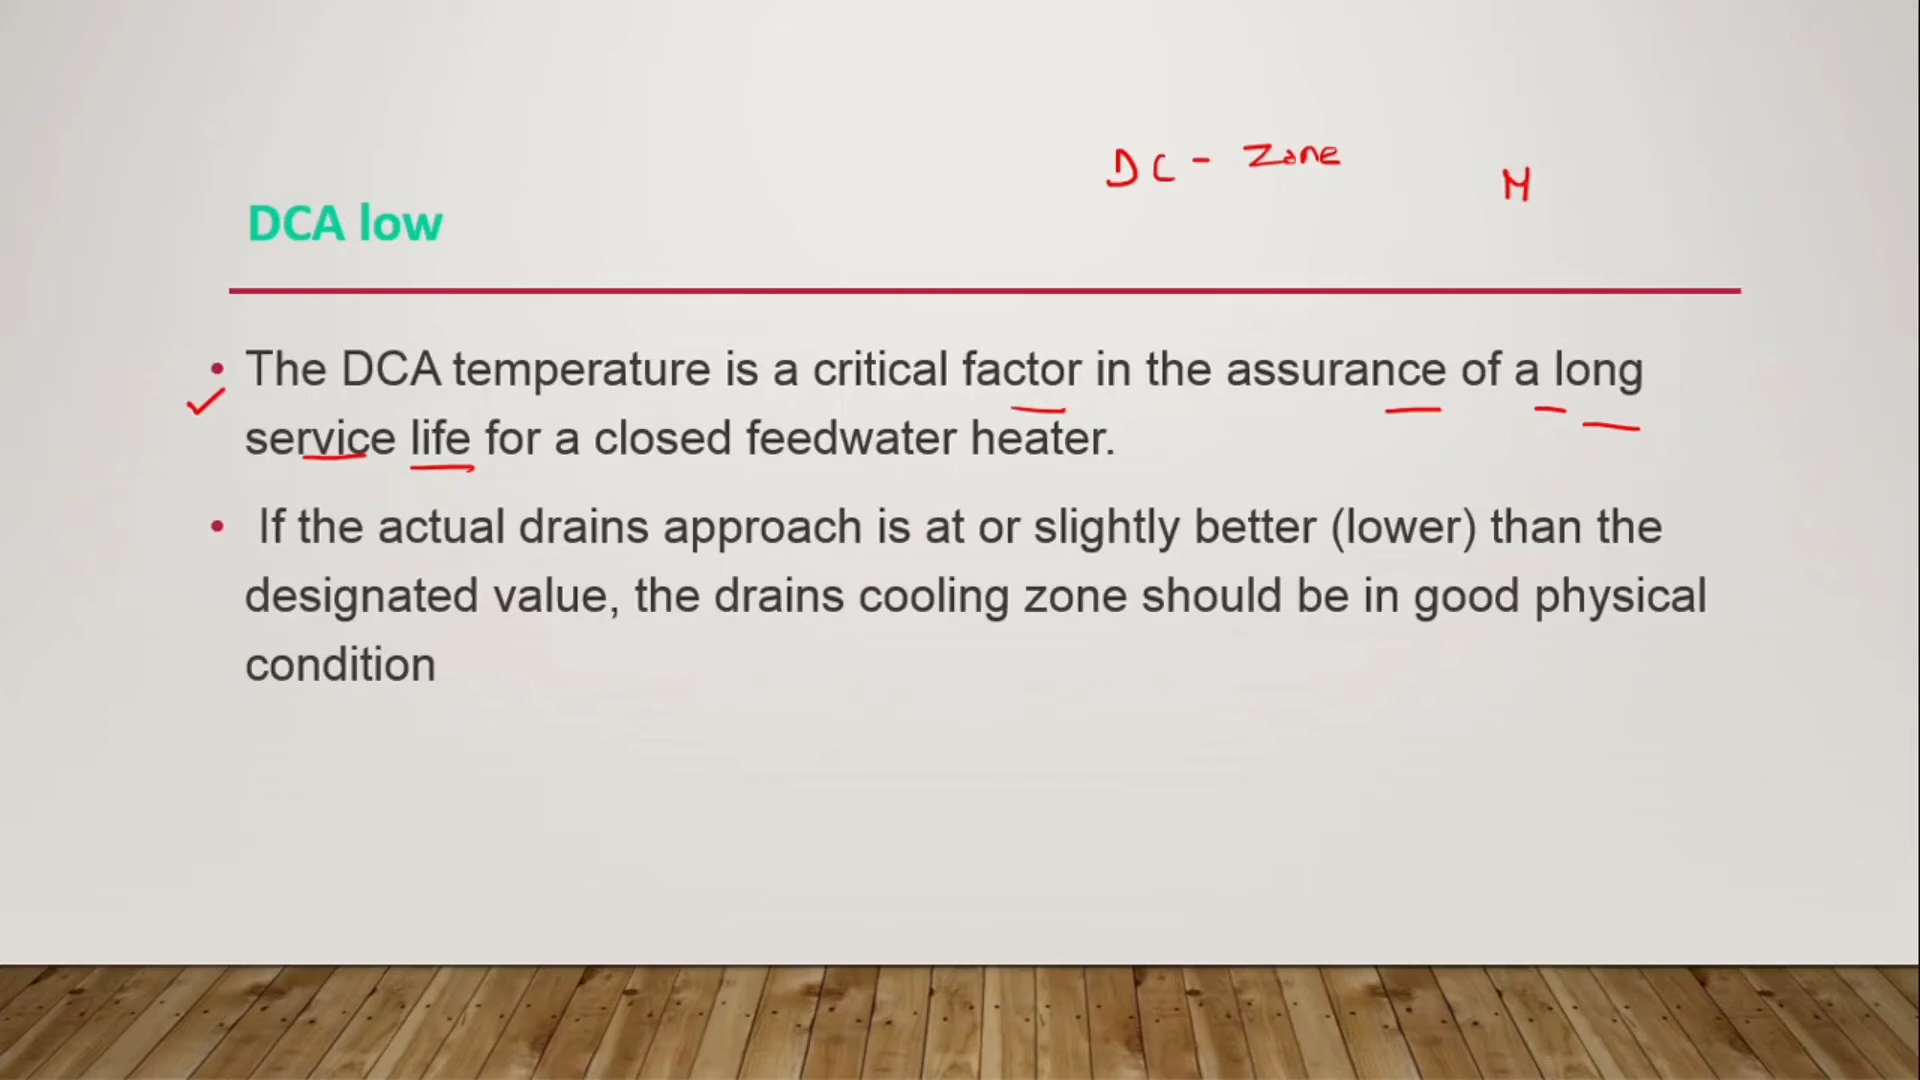 DC - Zone
M
DCA low
• The DCA temperature is a critical factor in the assurance of a long
service life for a closed feedwater heater.
• If the actual drains approach is at or slightly better (lower) than the
designated value, the drains cooling zone should be in good physical
condition